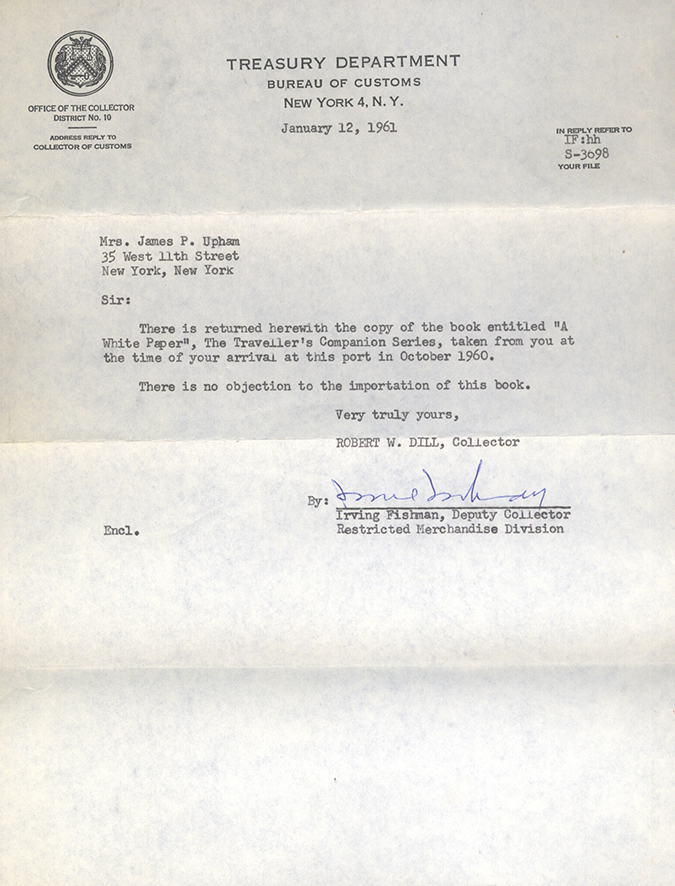 TREASURY DEPARTMENT
BUREAU OF CUSTOMS
NEW YORK 4, N. Y.
OFFICE OF THE COLLECTOR
DISTRICT NO. 10
ADDRESS REPLY TO
COLLECTOR OF CUSTOMS
January 12, 1961
IN REPLY REFER TO
IF:hh
S-3698
YOUR FILE
Mrs. James P. Upham
35 West 11th Street
New York, New York
Sir:
There is returned herewith the copy of the book entitled "A
White Paper", The Traveller's Companion Series, taken from you at
the time of your arrival at this port in October 1960.
There is no objection to the importation of this book.
Very truly yours,
ROBERT W. DILL, Collector
By:
Irving Fishman, Deputy Collector
Restricted Merchandise Division
Encl.